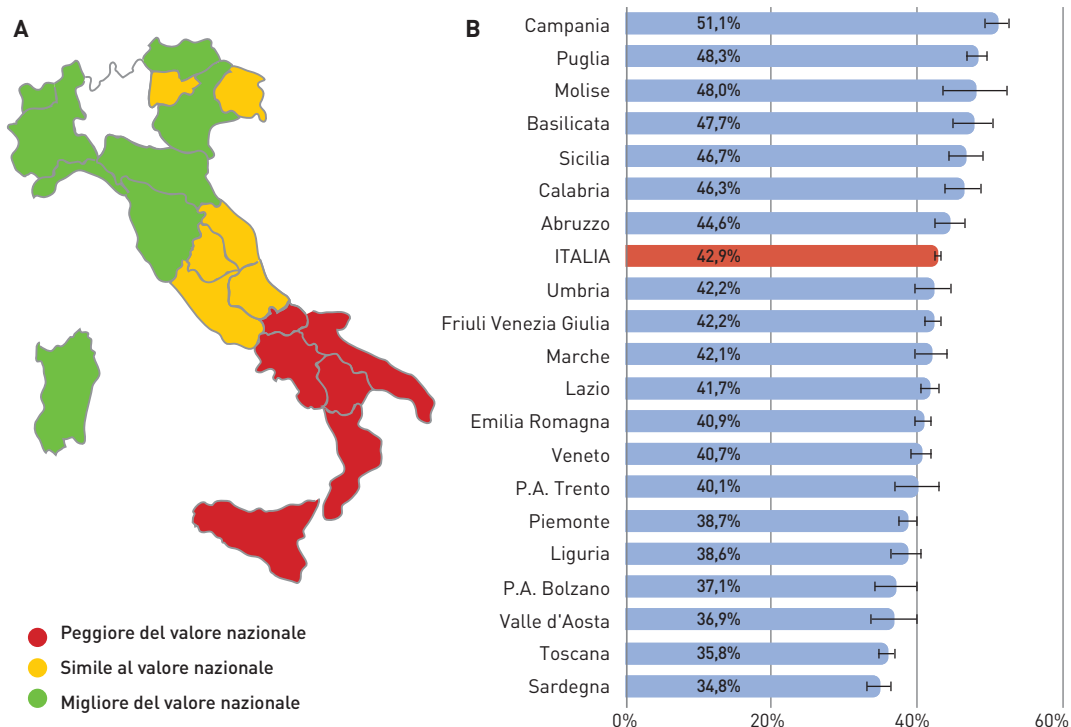 A
Peggiore del valore nazionale
Simile al valore nazionale
Migliore del valore nazionale
B
Campania 51,1%
Puglia 48,3%
Molise 48,0%
Basilicata 47,7%
Sicilia 46,7%
Calabria 46,3%
Abruzzo 44,6%
ITALIA 42,9%
Umbria 42,2%
Friuli Venezia Giulia 42,2%
Marche 42,1%
Lazio 41,7%
Emilia Romagna 40,9%
Veneto 40,7%
P.A. Trento 40,1%
Piemonte 38,7%
Liguria 38,6%
P.A. Bolzano 37,1%
Valle d'Aosta 36,9%
Toscana 35,8%
Sardegna 34,8%
0% 20% 40% 60%